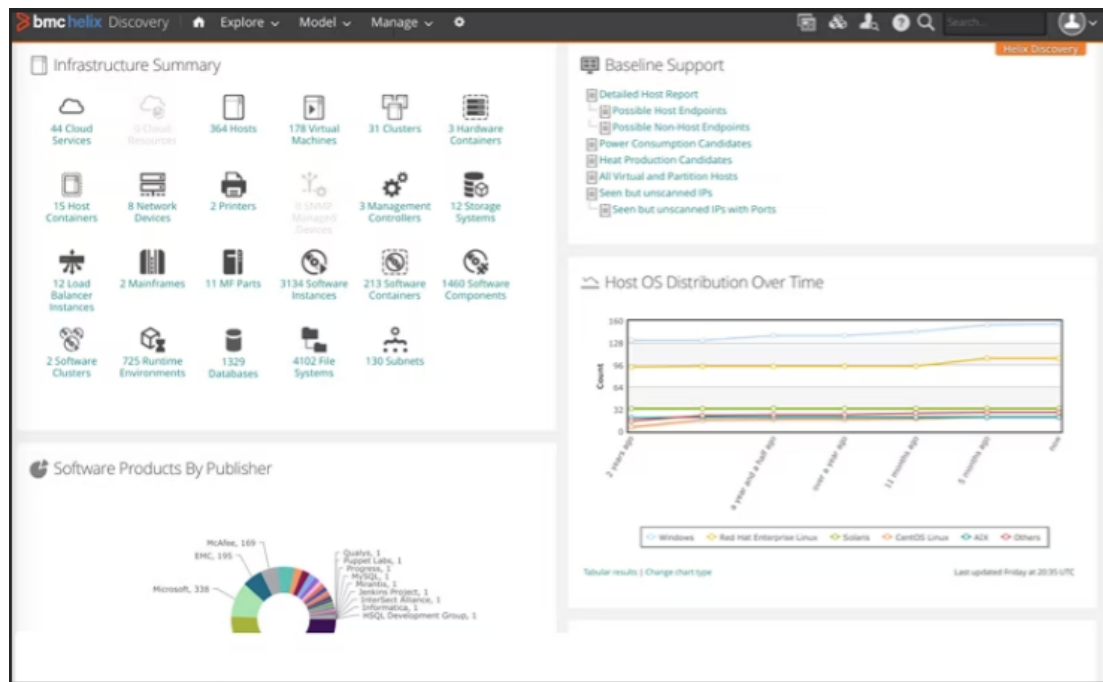 bmchelix Discovery
Explore
Model
Manage
Search...
Helix Discovery
Infrastructure Summary
44 Cloud
Services
0 Cloud
Resources
364 Hosts
178 Virtual
Machines
31 Clusters
3 Hardware
Containers
15 Host
Containers
8 Network
Devices
2 Printers
0 SNMP
Managed
Devices
3 Management
Controllers
12 Storage
Systems
12 Load
Balancer
Instances
2 Mainframes
11 MF Parts
3134 Software
Instances
213 Software
Containers
1460 Software
Components
2 Software
Clusters
725 Runtime
Environments
1329
Databases
4102 File
Systems
130 Subnets
Software Products By Publisher
McAfee, 169
EMC, 195
Microsoft, 338
Qualys, 1
Puppet Labs, 1
Progress, 1
MySQL, 1
Mirantis, 1
Jenkins Project, 1
InterSect Alliance, 1
Informatica, 1
HSQL Development Group, 1
Baseline Support
Detailed Host Report
Possible Host Endpoints
Possible Non-Host Endpoints
Power Consumption Candidates
Heat Production Candidates
All Virtual and Partition Hosts
Seen but unscanned IPs
Seen but unscanned IPs with Ports
Host OS Distribution Over Time
160
128
96
64
32
0
Count
2 years ago
a year and a half ago
over a year ago
11 months ago
5 months ago
now
Windows
Red Hat Enterprise Linux
Solaris
CentOS Linux
AIX
Others
Tabular results | Change chart type
Last updated Friday at 20:35 UTC